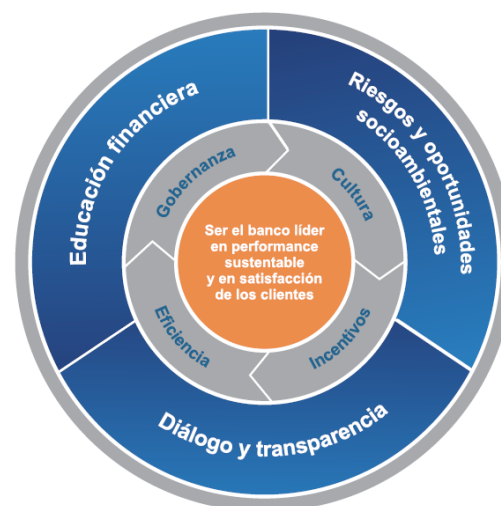 Educación financiera
Riesgos y oportunidades
socioambientales
Gobernanza
Cultura
Ser el banco líder
en performance
sustentable
y en satisfacción
de los clientes
Eficiencia
Incentivos
Diálogo y transparencia